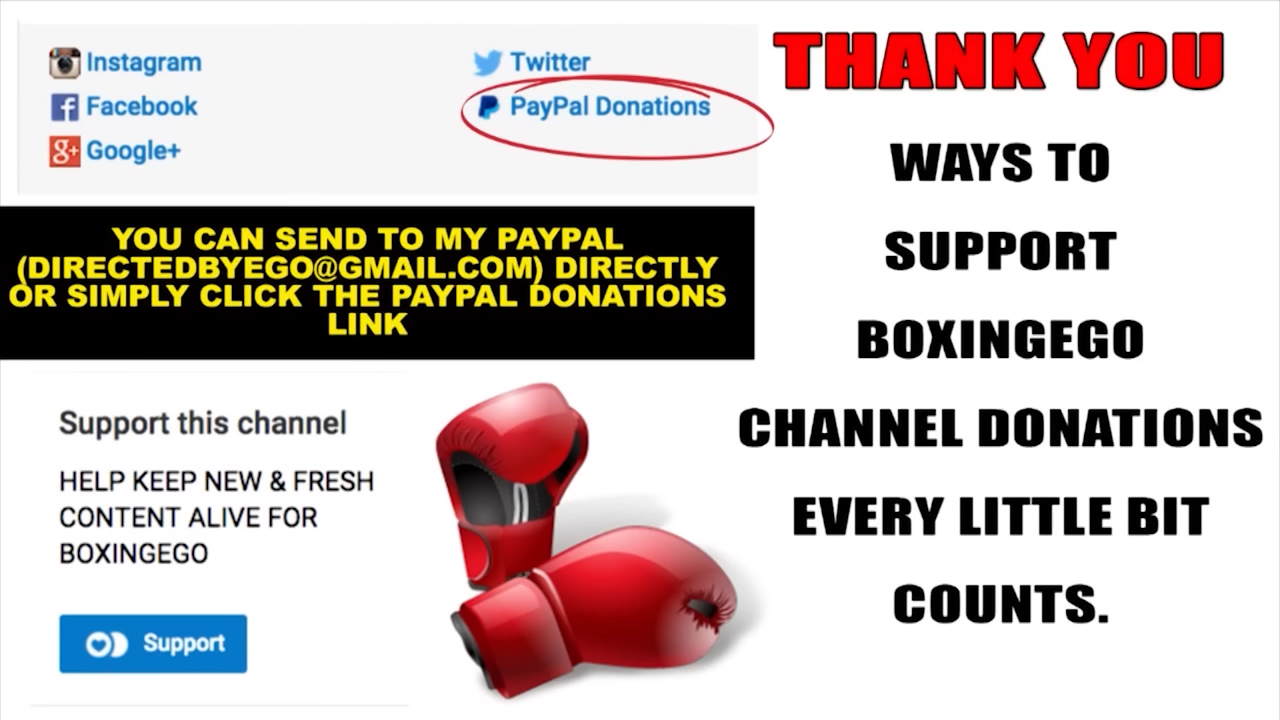 Instagram
Twitter
Facebook
PayPal Donations
Google+
YOU CAN SEND TO MY PAYPAL
(DIRECTEDBYEGO@GMAIL.COM) DIRECTLY
OR SIMPLY CLICK THE PAYPAL DONATIONS
LINK
Support this channel
HELP KEEP NEW & FRESH
CONTENT ALIVE FOR
BOXINGEGO
Support
THANK YOU
WAYS TO
SUPPORT
BOXINGEGO
CHANNEL DONATIONS
EVERY LITTLE BIT
COUNTS.